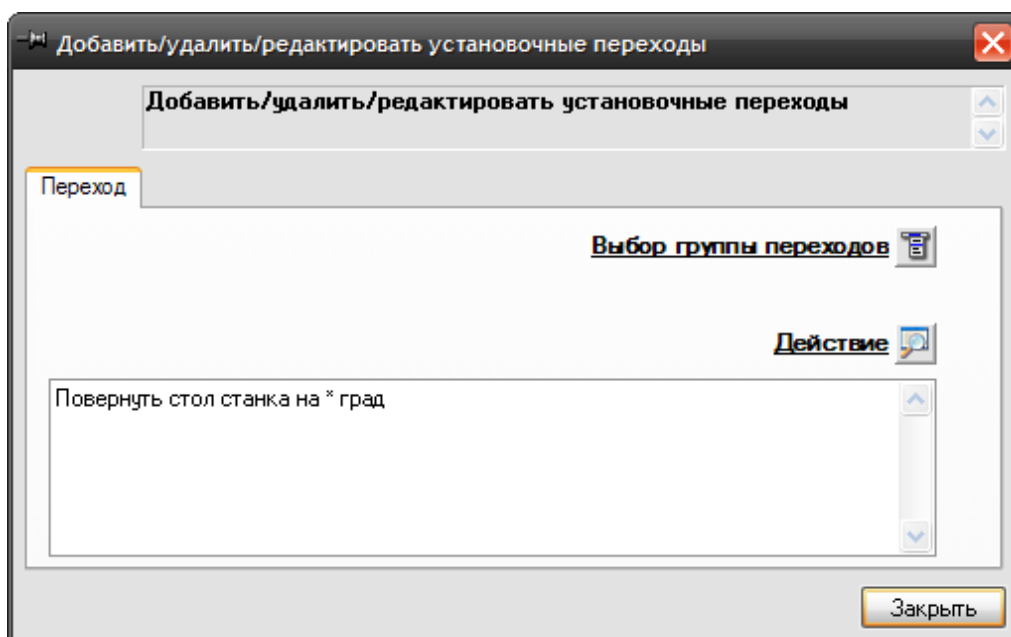 Добавить/удалить/редактировать установочные переходы
Добавить/удалить/редактировать установочные переходы
Переход
Выбор группы переходов
Действие
Повернуть стол станка на * град
Закрыть